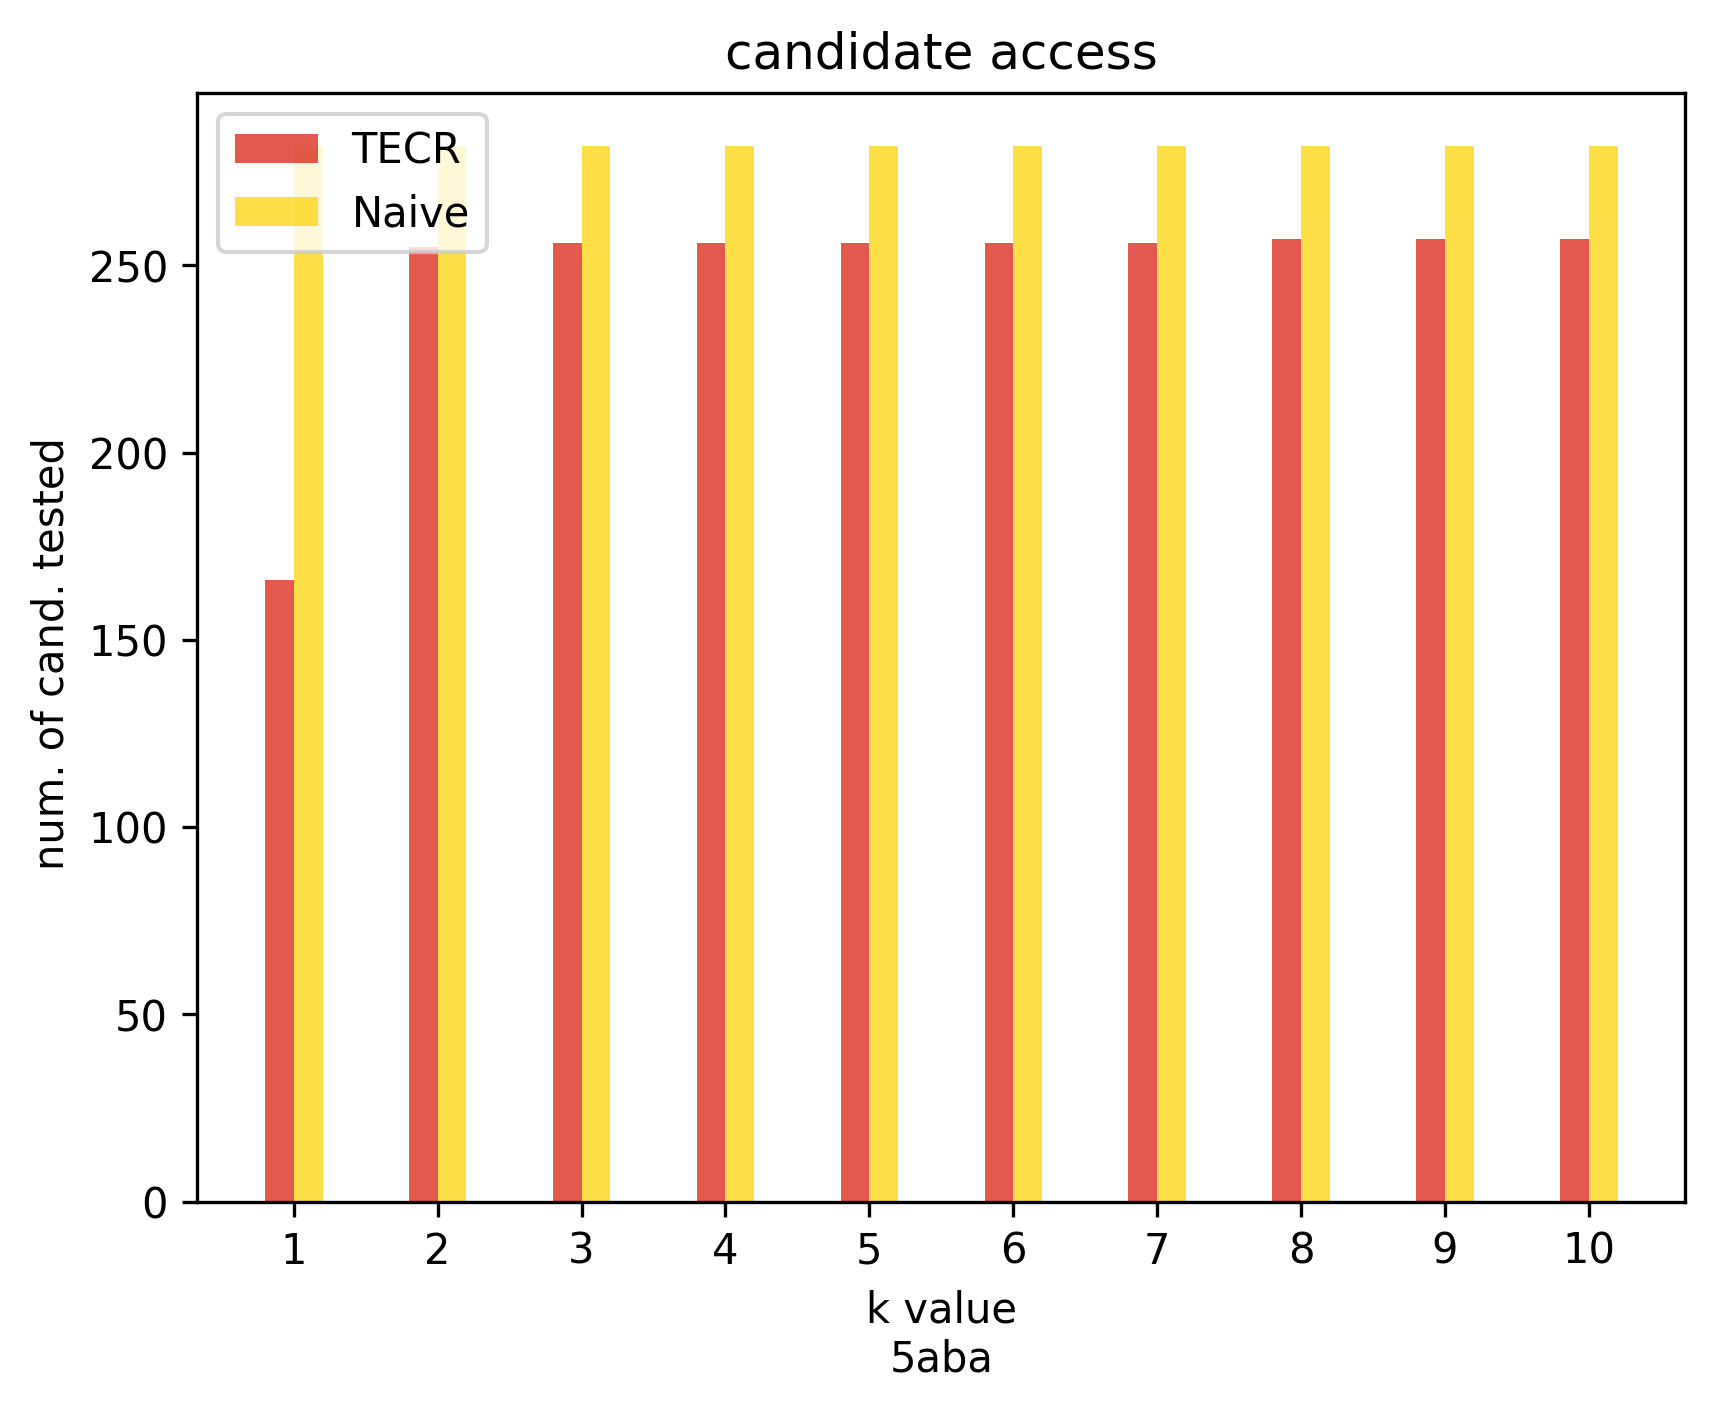 candidate access
TECR
Naive
250
200
150
100
50
0
num. of cand. tested
1 2 3 4 5 6 7 8 9 10
k value
5aba